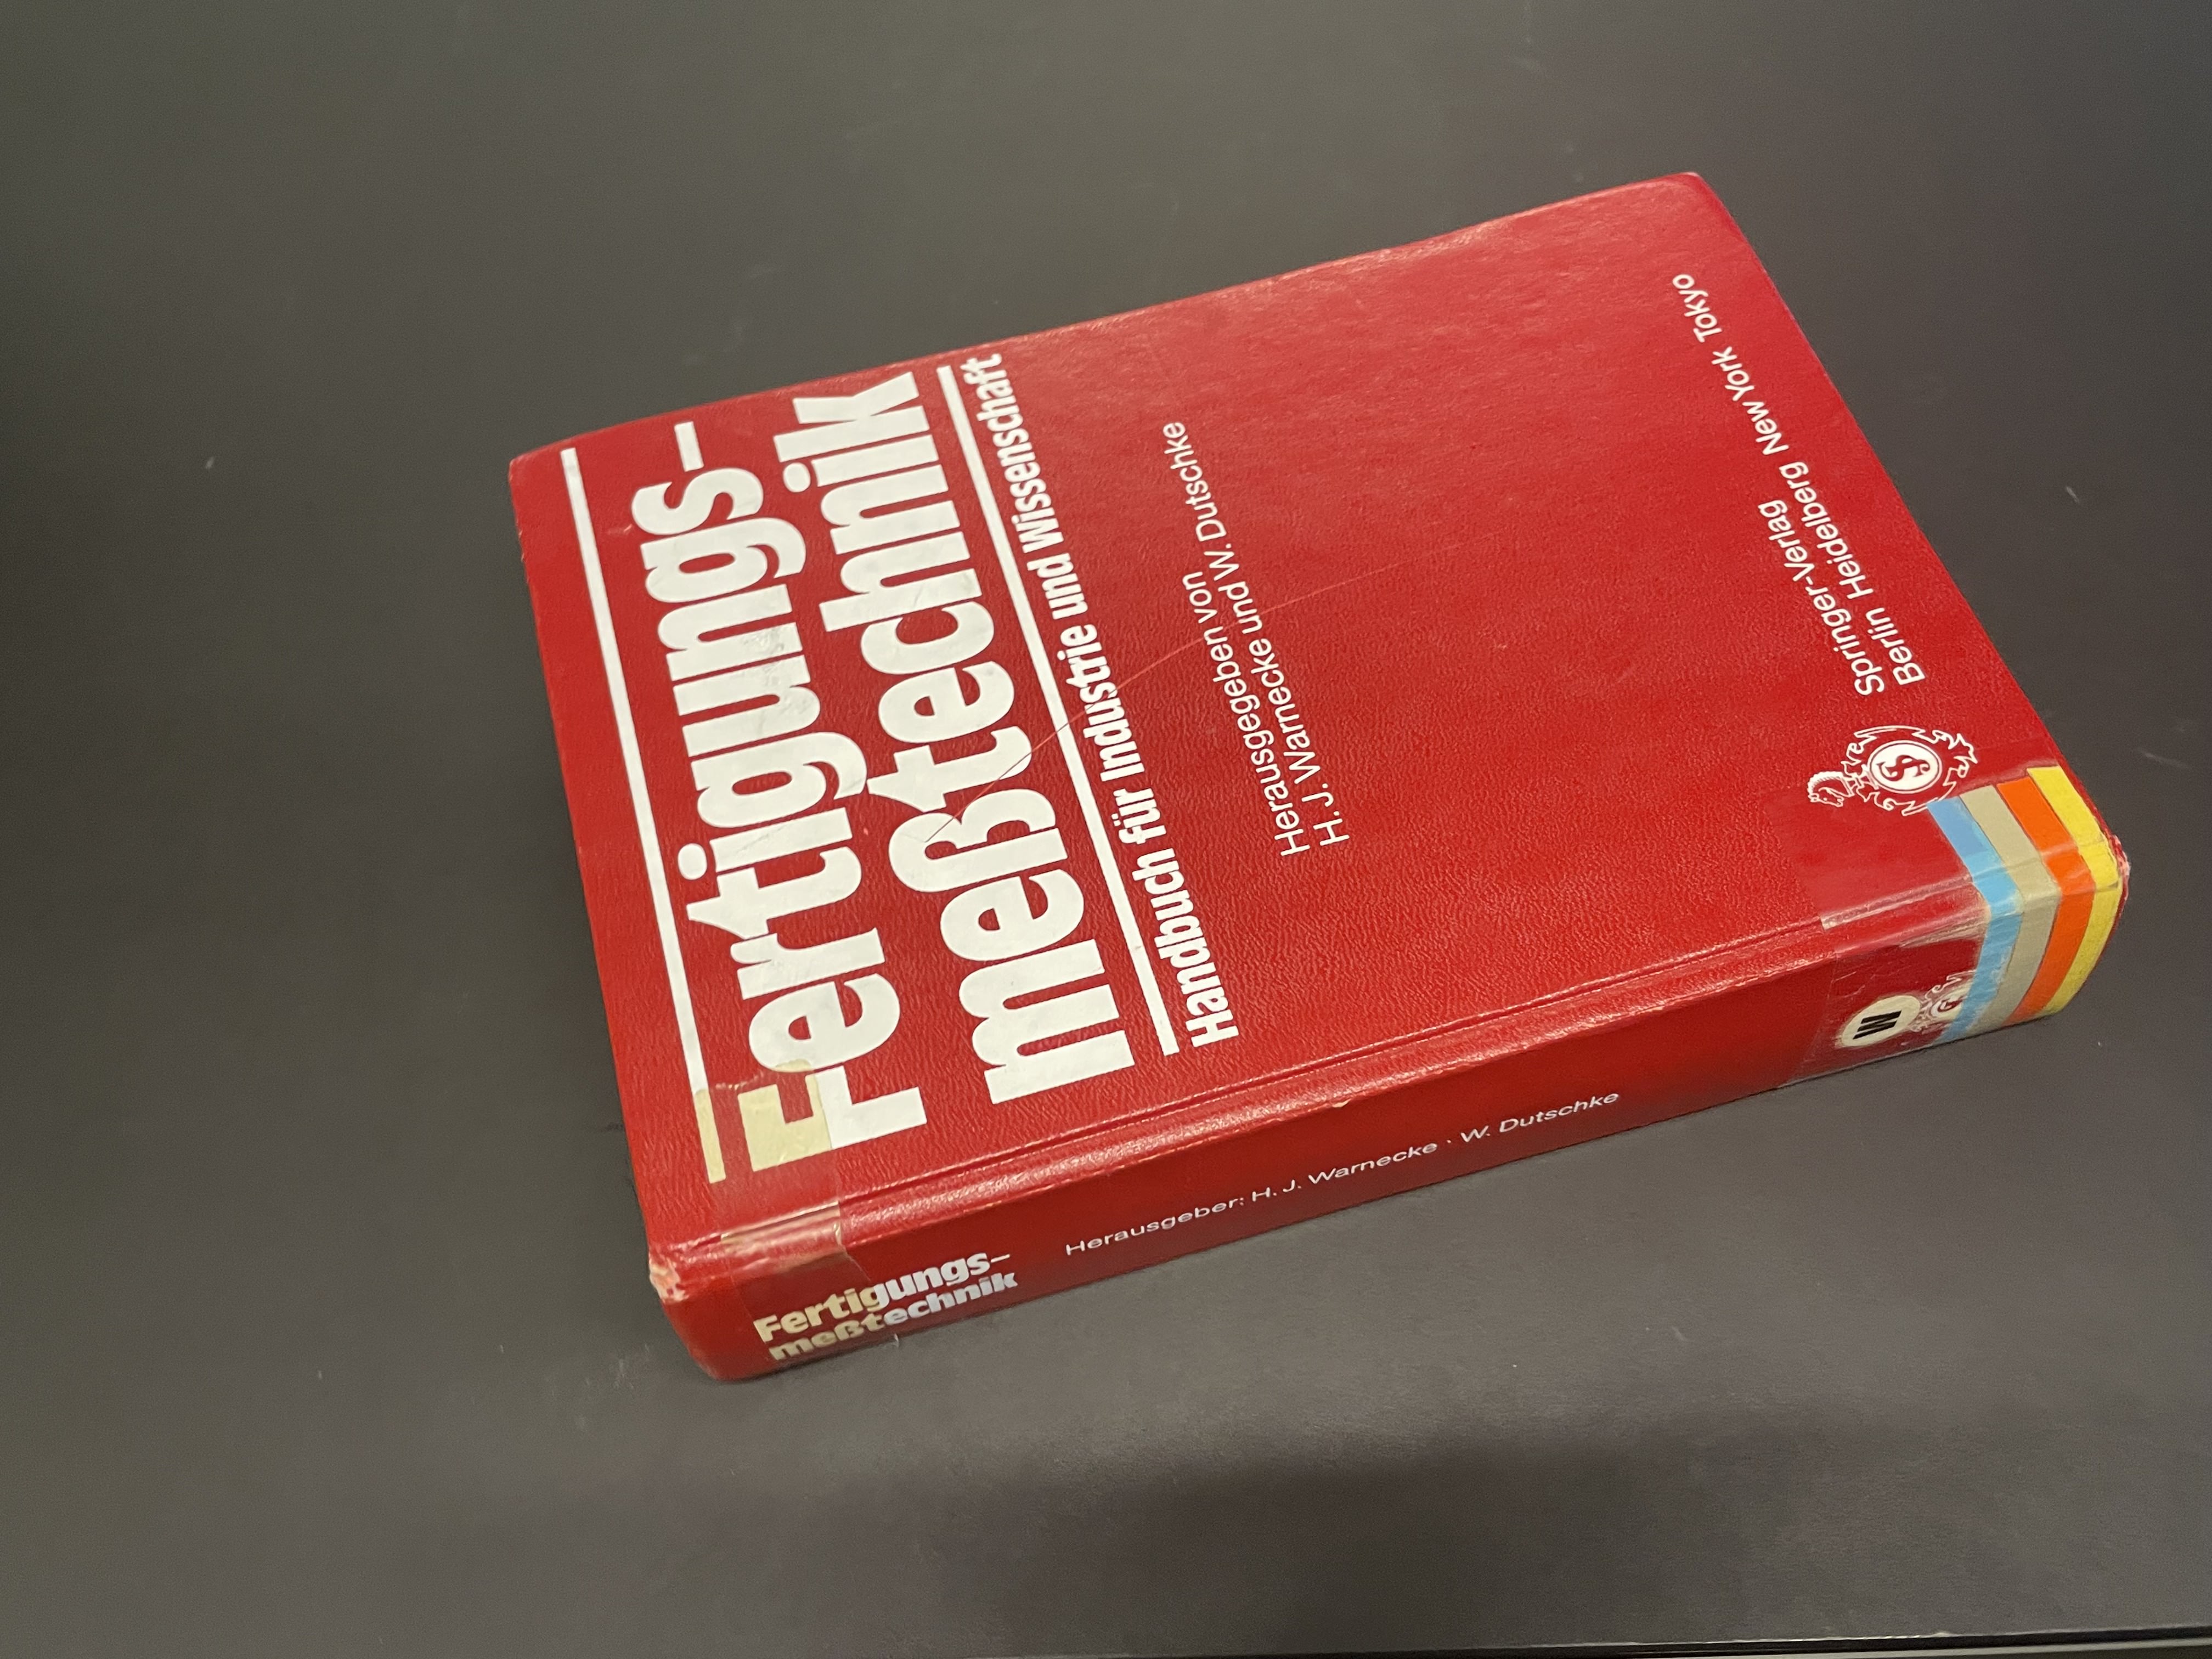 Fertigungs-
meßtechnik
Handbuch für Industrie und Wissenschaft
Herausgegeben von
H. J. Warnecke und W. Dutschke
Springer-Verlag
Berlin Heidelberg New York Tokyo
Fertigungs-
meßtechnik
Herausgeber: H. J. Warnecke · W. Dutschke
W